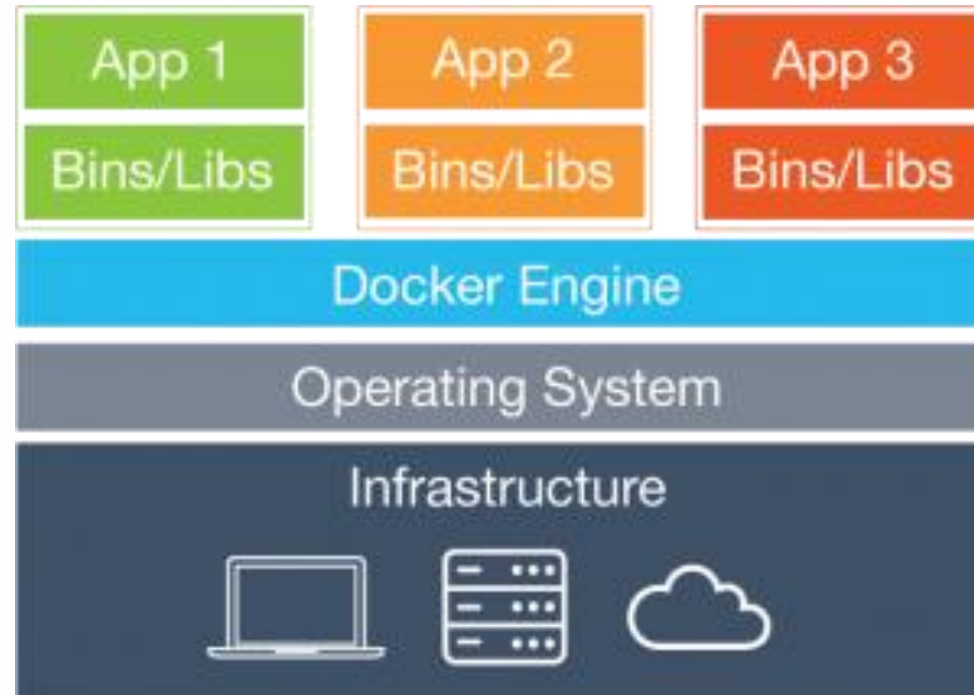 App 1
App 2
App 3
Bins/Libs
Bins/Libs
Bins/Libs
Docker Engine
Operating System
Infrastructure